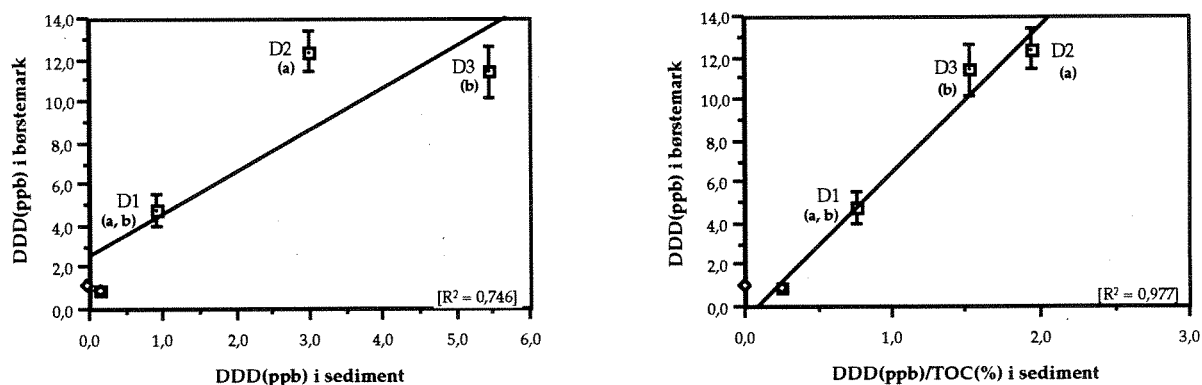 DDD(ppb) i børstemark
14,0
12,0
10,0
8,0
6,0
4,0
2,0
0,0
D2
(a)
D3
(b)
D1
(a, b)
[R² = 0,746]
0,0 1,0 2,0 3,0 4,0 5,0 6,0
DDD(ppb) i sediment
DDD(ppb) i børstemark
14,0
12,0
10,0
8,0
6,0
4,0
2,0
0,0
D3
(b)
D2
(a)
D1
(a, b)
[R² = 0,977]
0,0 1,0 2,0 3,0
DDD(ppb)/TOC(%) i sediment